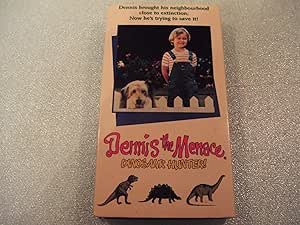 Dennis brought his neighbourhood
close to extinction.
Now he's trying to save it!
Dennis the Menace
DINOSAUR HUNTER!